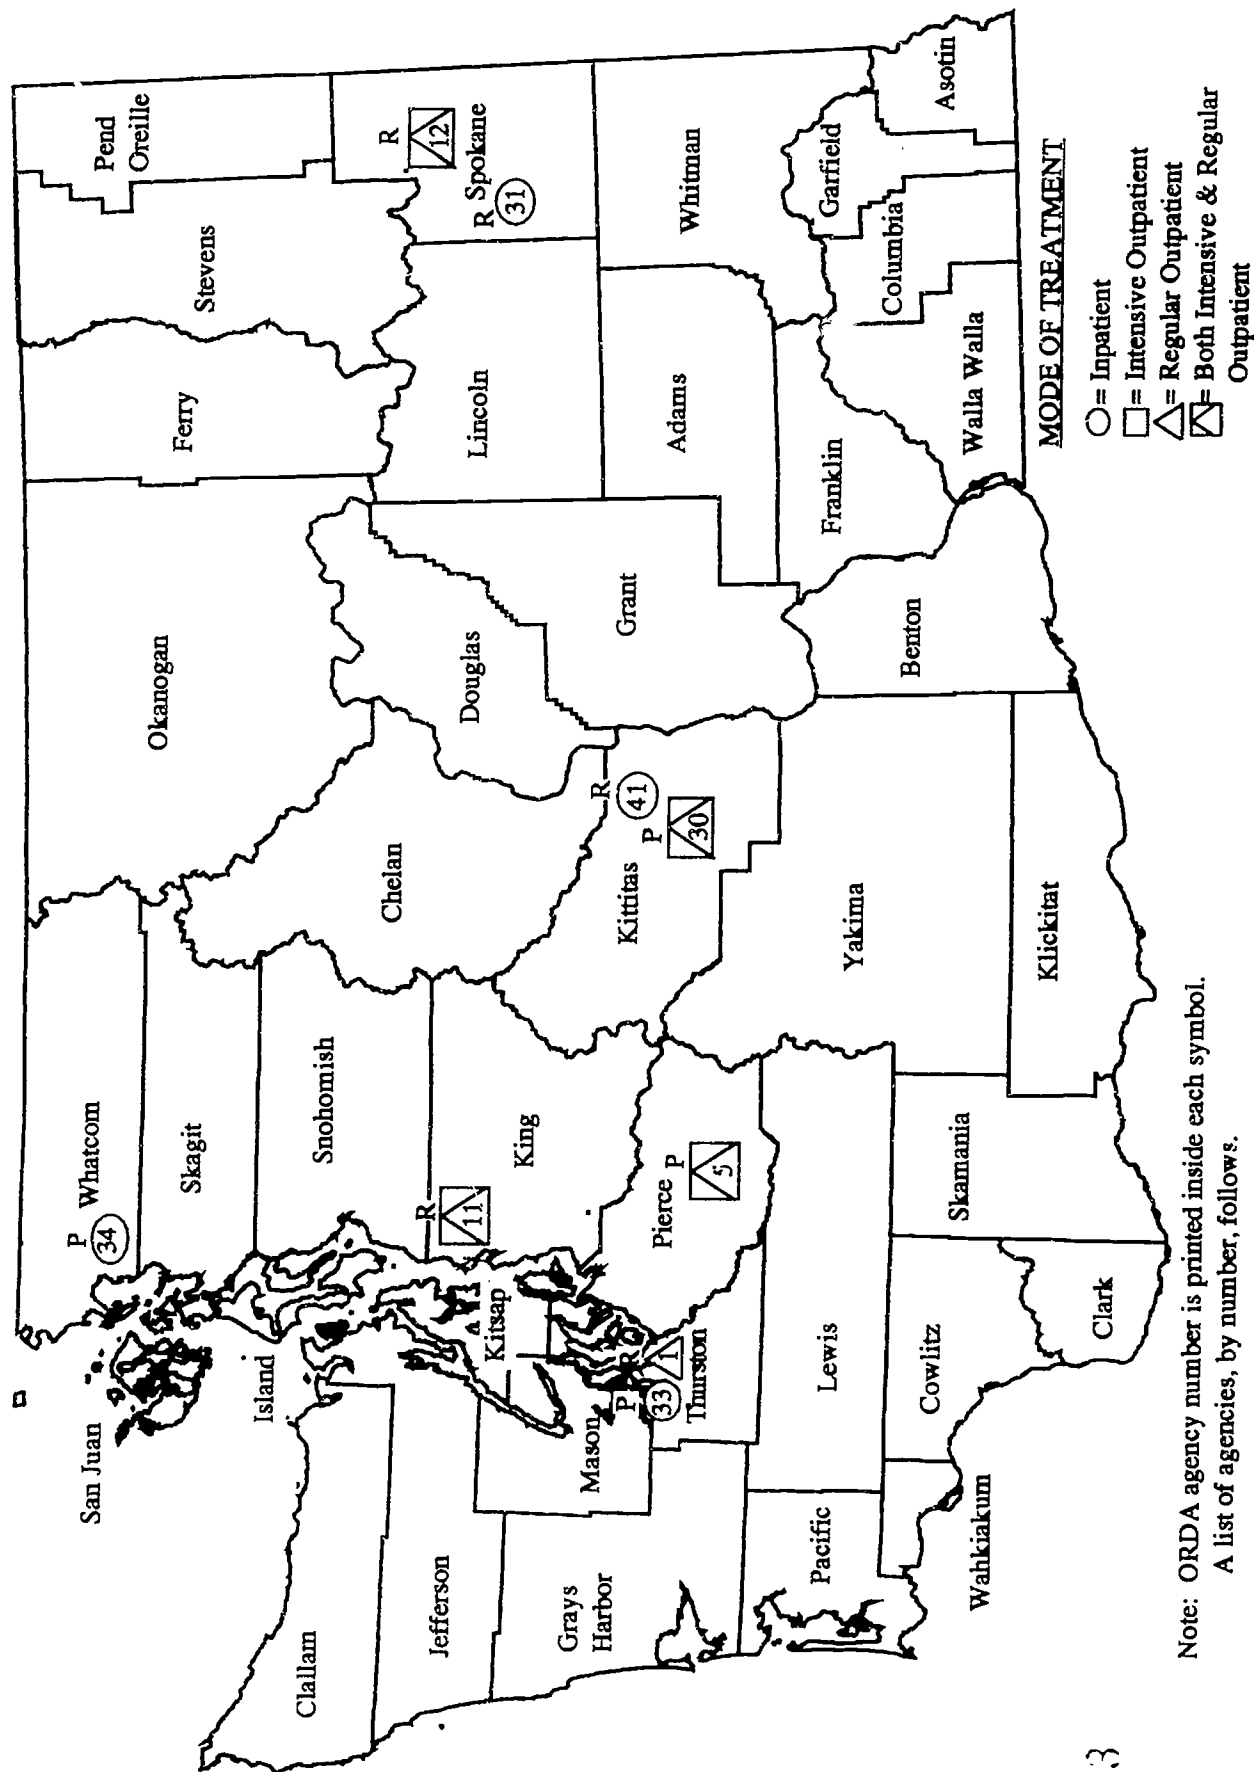 San Juan
P
34
Whatcom
Okanogan
Ferry
Stevens
Pend
Oreille
Skagit
Island
Snohomish
Chelan
Clallam
Douglas
Lincoln
R
12
R Spokane
31
Jefferson
Kitsap
R
11
King
R
41
P
30
Kittitas
Grant
Adams
Whitman
Grays
Harbor
Mason
P
33
R
1
Thurston
Pierce P
5
Pacific
Lewis
Yakima
Benton
Franklin
Columbia
Garfield
Asotin
Walla Walla
Wahkiakum
Cowlitz
Skamania
Clark
Klickitat
MODE OF TREATMENT
= Inpatient
= Intensive Outpatient
= Regular Outpatient
= Both Intensive & Regular
Outpatient
Note: ORDA agency number is printed inside each symbol.
A list of agencies, by number, follows.